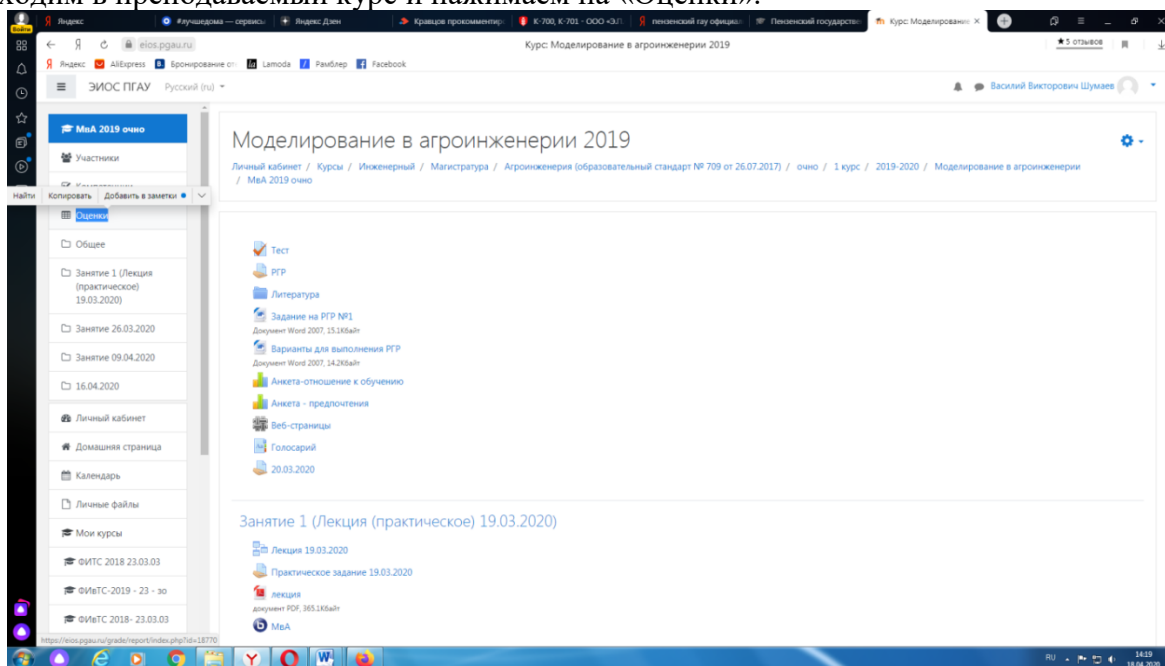 ходим в преподаваемый курс и нажимаем на «Оценки».
Яндекс
#лучшедома — сервисы
Яндекс Дзен
Кравцов прокомментиро
К-700, К-701 - ООО «З.Л.
пензенский гау официал
Пензенский государстве
Курс: Моделирование
Войти
eios.pgau.ru
Курс: Моделирование в агроинженерии 2019
★ 5 отзывов
Яндекс
AliExpress
Бронирование от
Lamoda
Рамблер
Facebook
ЭИОС ПГАУ
Русский (ru)
Василий Викторович Шумаев
МвА 2019 очно
Участники
Найти
Копировать
Добавить в заметки
Оценки
Общее
Занятие 1 (Лекция
(практическое)
19.03.2020)
Занятие 26.03.2020
Занятие 09.04.2020
16.04.2020
Личный кабинет
Домашняя страница
Календарь
Личные файлы
Мои курсы
ФИТС 2018 23.03.03
ФИвТС-2019 - 23 - зо
ФИвТС 2018- 23.03.03
Моделирование в агроинженерии 2019
Личный кабинет / Курсы / Инженерный / Магистратура / Агроинженерия (образовательный стандарт № 709 от 26.07.2017) / очно / 1 курс / 2019-2020 / Моделирование в агроинженерии
/ МвА 2019 очно
Тест
РГР
Литература
Задание на РГР №1
Документ Word 2007, 15.1Кбайт
Варианты для выполнения РГР
Документ Word 2007, 14.2Кбайт
Анкета-отношение к обучению
Анкета - предпочтения
Веб-страницы
Голосарий
20.03.2020
Занятие 1 (Лекция (практическое) 19.03.2020)
Лекция 19.03.2020
Практическое задание 19.03.2020
лекция
документ PDF, 365.1Кбайт
МвА
https://eios.pgau.ru/grade/report/index.php?id=18770
RU
14:19
18.04.2020